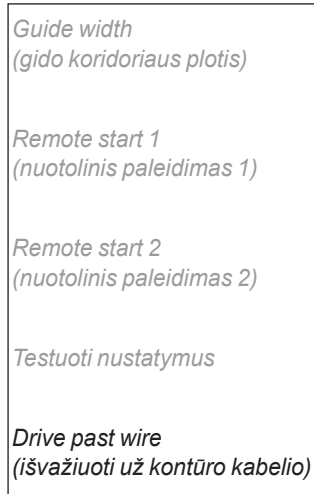 Guide width
(gido koridoriaus plotis)
Remote start 1
(nuotolinis paleidimas 1)
Remote start 2
(nuotolinis paleidimas 2)
Testuoti nustatymus
Drive past wire
(išvažiuoti už kontūro kabelio)